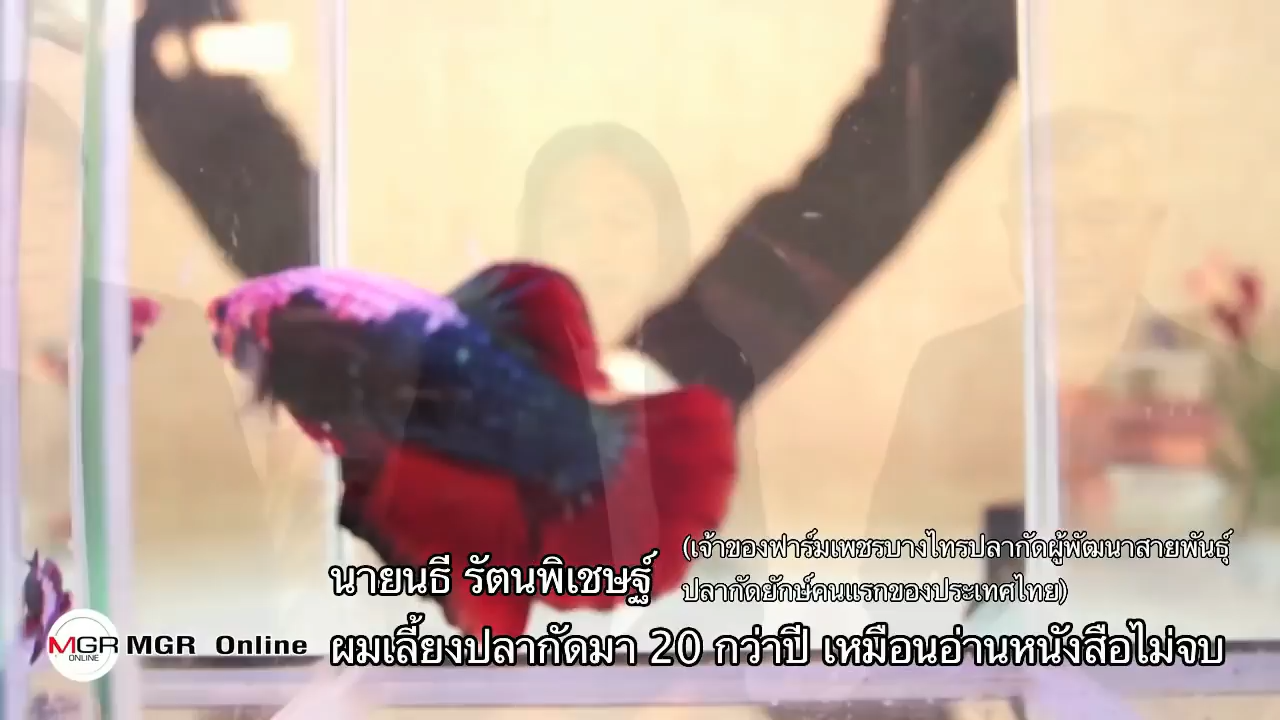 (เจ้าของฟาร์มเพชรบางไทรปลากัดผู้พัฒนาสายพันธุ์
นายนธี รัตนพิเชษฐ์
ปลากัดยักษ์คนแรกของประเทศไทย)
MGR ONLINE
MGR Online
ผมเลี้ยงปลากัดมา 20 กว่าปี เหมือนอ่านหนังสือไม่จบ